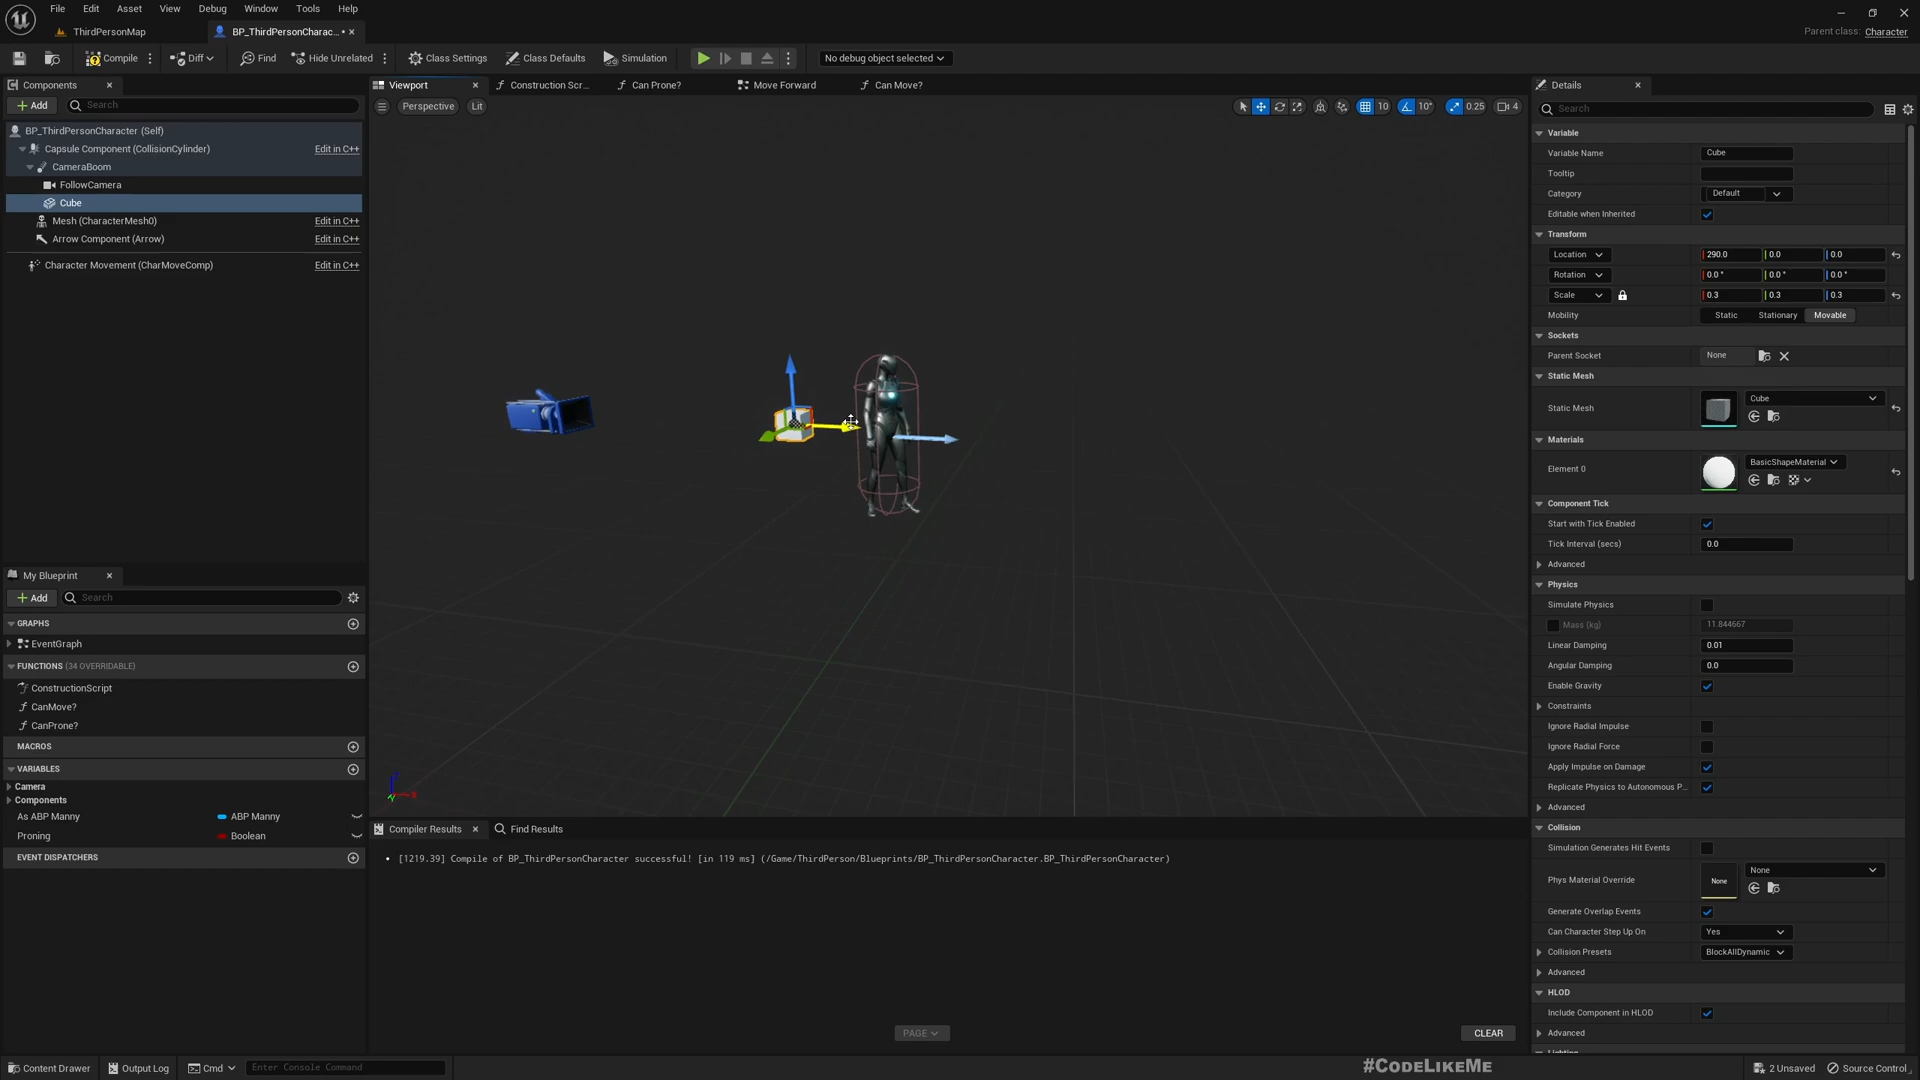 File Edit Asset View Debug Window Tools Help
ThirdPersonMap
BP_ThirdPersonCharac...
Parent class: Character
Compile
Diff
Find
Hide Unrelated
Class Settings
Class Defaults
Simulation
No debug object selected
Components
Add
Search
BP_ThirdPersonCharacter (Self)
Capsule Component (CollisionCylinder) Edit in C++
CameraBoom
FollowCamera
Cube
Mesh (CharacterMesh0) Edit in C++
Arrow Component (Arrow) Edit in C++
Character Movement (CharMoveComp) Edit in C++
Viewport
Construction Scr...
Can Prone?
Move Forward
Can Move?
Perspective
Lit
10
10°
0.25
4
My Blueprint
Add
Search
GRAPHS
EventGraph
FUNCTIONS (34 OVERRIDABLE)
ConstructionScript
CanMove?
CanProne?
MACROS
VARIABLES
Camera
Components
As ABP Manny ABP Manny
Proning Boolean
EVENT DISPATCHERS
Compiler Results
Find Results
[1219.39] Compile of BP_ThirdPersonCharacter successful! [in 119 ms] (/Game/ThirdPerson/Blueprints/BP_ThirdPersonCharacter.BP_ThirdPersonCharacter)
PAGE
CLEAR
Details
Search
Variable
Variable Name Cube
Tooltip
Category Default
Editable when Inherited
Transform
Location 290.0 0.0 0.0
Rotation 0.0 ° 0.0 ° 0.0 °
Scale 0.3 0.3 0.3
Mobility Static Stationary Movable
Sockets
Parent Socket None
Static Mesh
Static Mesh Cube
Materials
Element 0 BasicShapeMaterial
Component Tick
Start with Tick Enabled
Tick Interval (secs) 0.0
Advanced
Physics
Simulate Physics
Mass (kg) 11.844667
Linear Damping 0.01
Angular Damping 0.0
Enable Gravity
Constraints
Ignore Radial Impulse
Ignore Radial Force
Apply Impulse on Damage
Replicate Physics to Autonomous P...
Advanced
Collision
Simulation Generates Hit Events
Phys Material Override None None
Generate Overlap Events
Can Character Step Up On Yes
Collision Presets BlockAllDynamic
Advanced
HLOD
Include Component in HLOD
Advanced
Lighting
Content Drawer
Output Log
Cmd
Enter Console Command
#CODELIKEME
2 Unsaved
Source Control